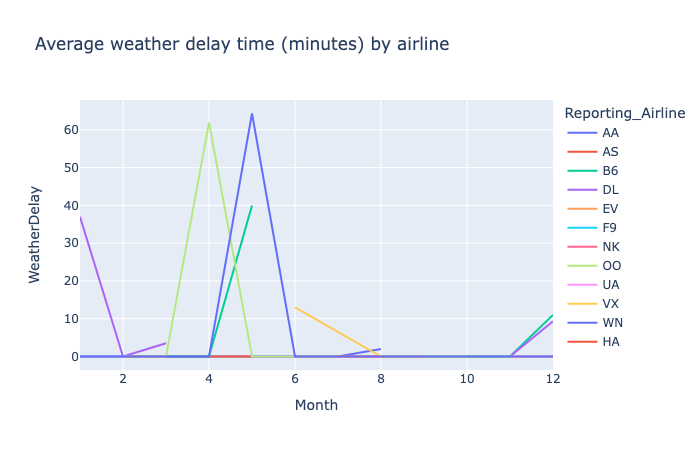 Average weather delay time (minutes) by airline
Reporting_Airline
AA
AS
B6
DL
EV
F9
NK
OO
UA
VX
WN
HA
WeatherDelay
60
50
40
30
20
10
0
2 4 6 8 10 12
Month